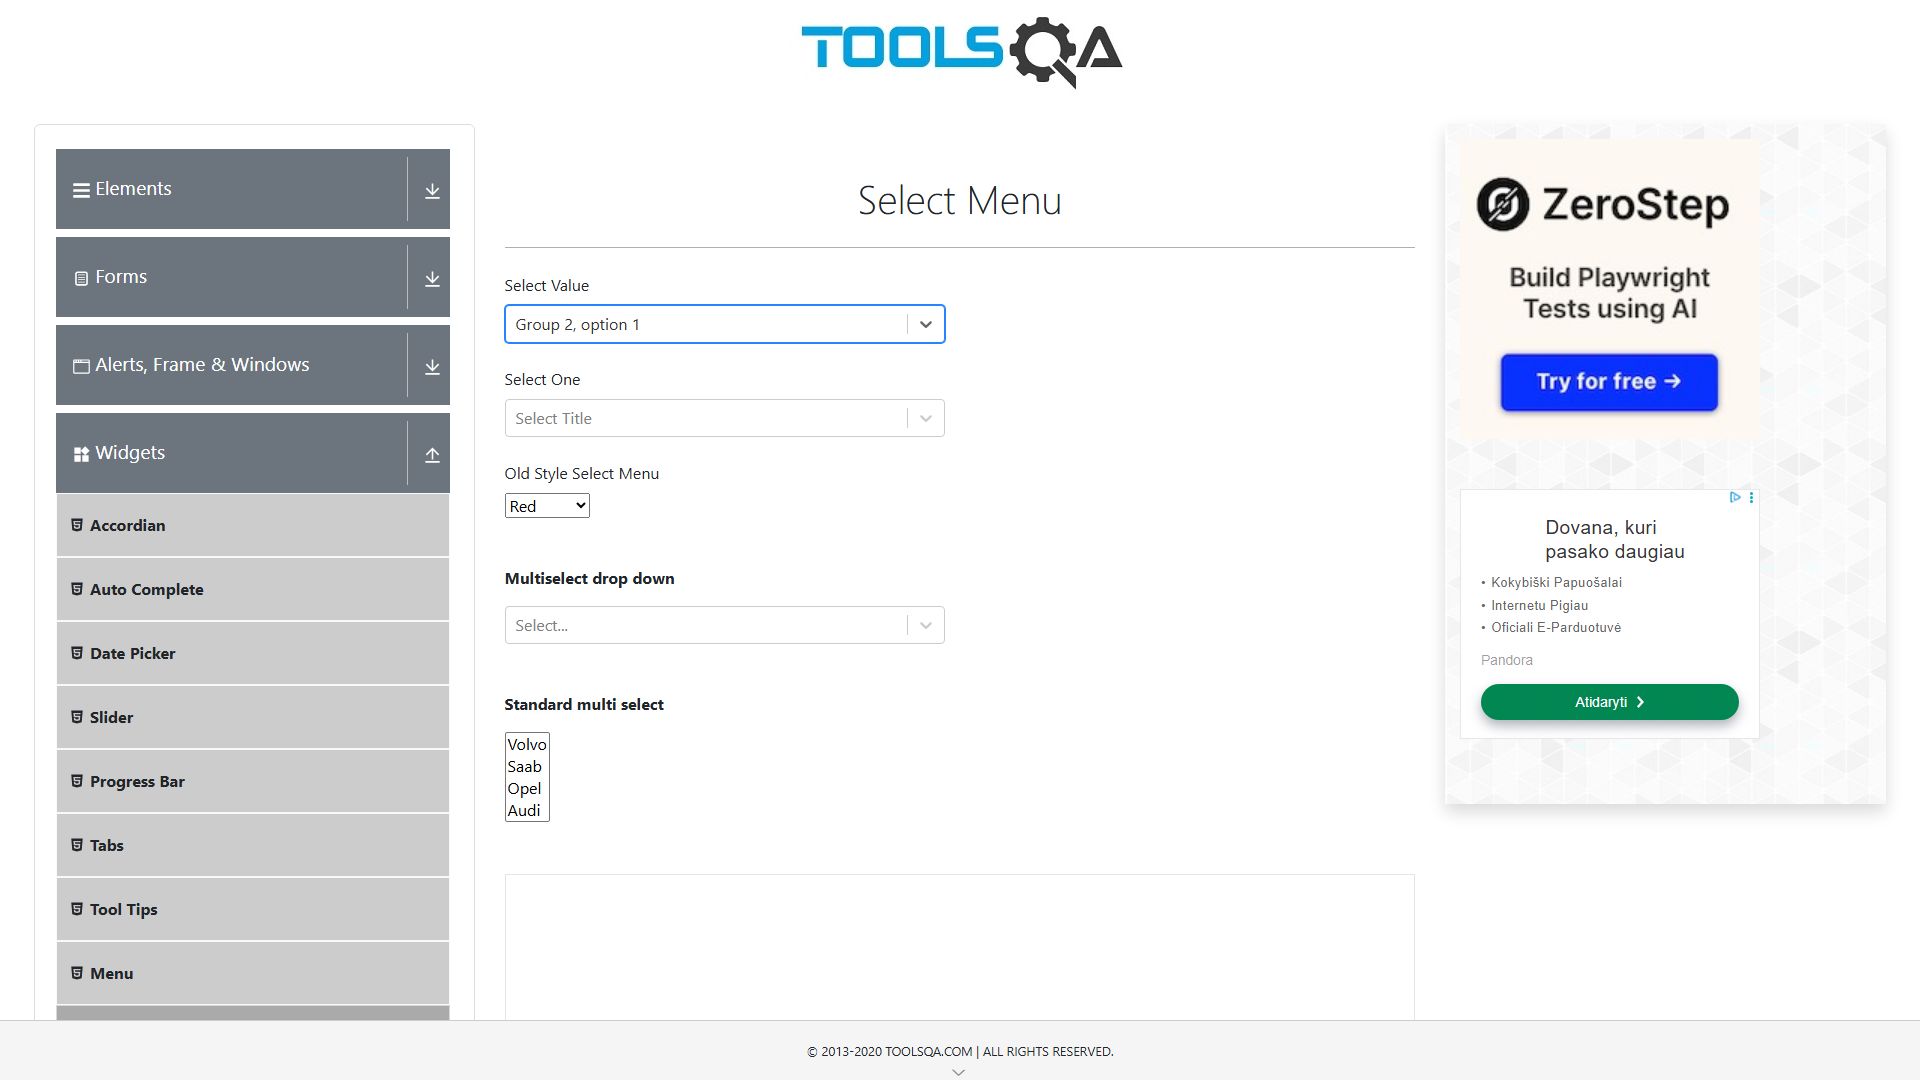 TOOLSQA
Elements
Forms
Alerts, Frame & Windows
Widgets
Accordian
Auto Complete
Date Picker
Slider
Progress Bar
Tabs
Tool Tips
Menu
Select Menu
Select Value
Group 2, option 1
Select One
Select Title
Old Style Select Menu
Red
Multiselect drop down
Select...
Standard multi select
Volvo
Saab
Opel
Audi
ZeroStep
Build Playwright
Tests using AI
Try for free →
Dovana, kuri
pasako daugiau
• Kokybiški Papuošalai
• Internetu Pigiau
• Oficiali E-Parduotuvė
Pandora
Atidaryti
© 2013-2020 TOOLSQA.COM | ALL RIGHTS RESERVED.